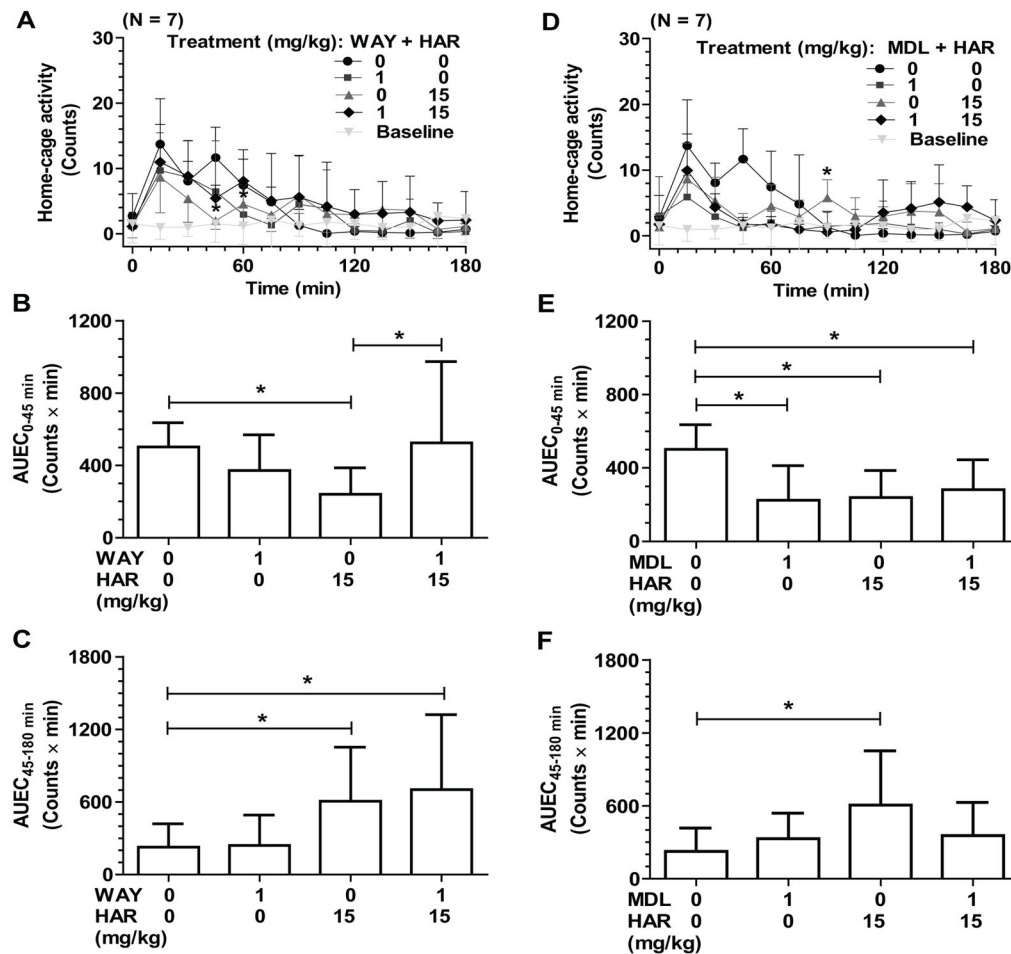 A
(N = 7)
Treatment (mg/kg): WAY + HAR
0 0
1 0
0 15
1 15
Baseline
Home-cage activity
(Counts)
30
20
10
0
*
*
0 60 120 180
Time (min)
D
(N = 7)
Treatment (mg/kg): MDL + HAR
0 0
1 0
0 15
1 15
Baseline
Home-cage activity
(Counts)
30
20
10
0
*
0 60 120 180
Time (min)
B
AUEC0-45 min
(Counts × min)
1200
800
400
0
*
*
WAY 0 1 0 1
HAR 0 0 15 15
(mg/kg)
E
AUEC0-45 min
(Counts × min)
1200
800
400
0
*
*
*
MDL 0 1 0 1
HAR 0 0 15 15
(mg/kg)
C
AUEC45-180 min
(Counts × min)
1800
1200
600
0
*
*
WAY 0 1 0 1
HAR 0 0 15 15
(mg/kg)
F
AUEC45-180 min
(Counts × min)
1800
1200
600
0
*
MDL 0 1 0 1
HAR 0 0 15 15
(mg/kg)